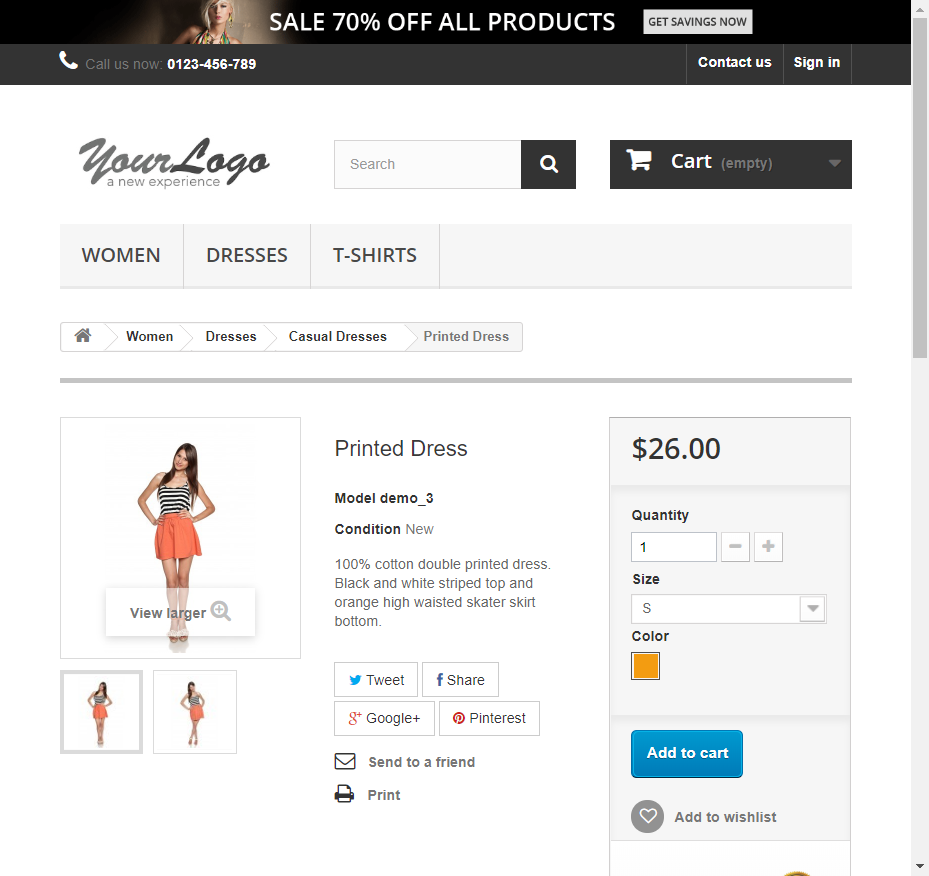 SALE 70% OFF ALL PRODUCTS GET SAVINGS NOW
Call us now: 0123-456-789 Contact us Sign in
YourLogo
a new experience
Search
Cart (empty)
WOMEN DRESSES T-SHIRTS
Women Dresses Casual Dresses Printed Dress
View larger
Printed Dress
Model demo_3
Condition New
100% cotton double printed dress.
Black and white striped top and
orange high waisted skater skirt
bottom.
Tweet Share
Google+ Pinterest
Send to a friend
Print
$26.00
Quantity
1
Size
S
Color
Add to cart
Add to wishlist